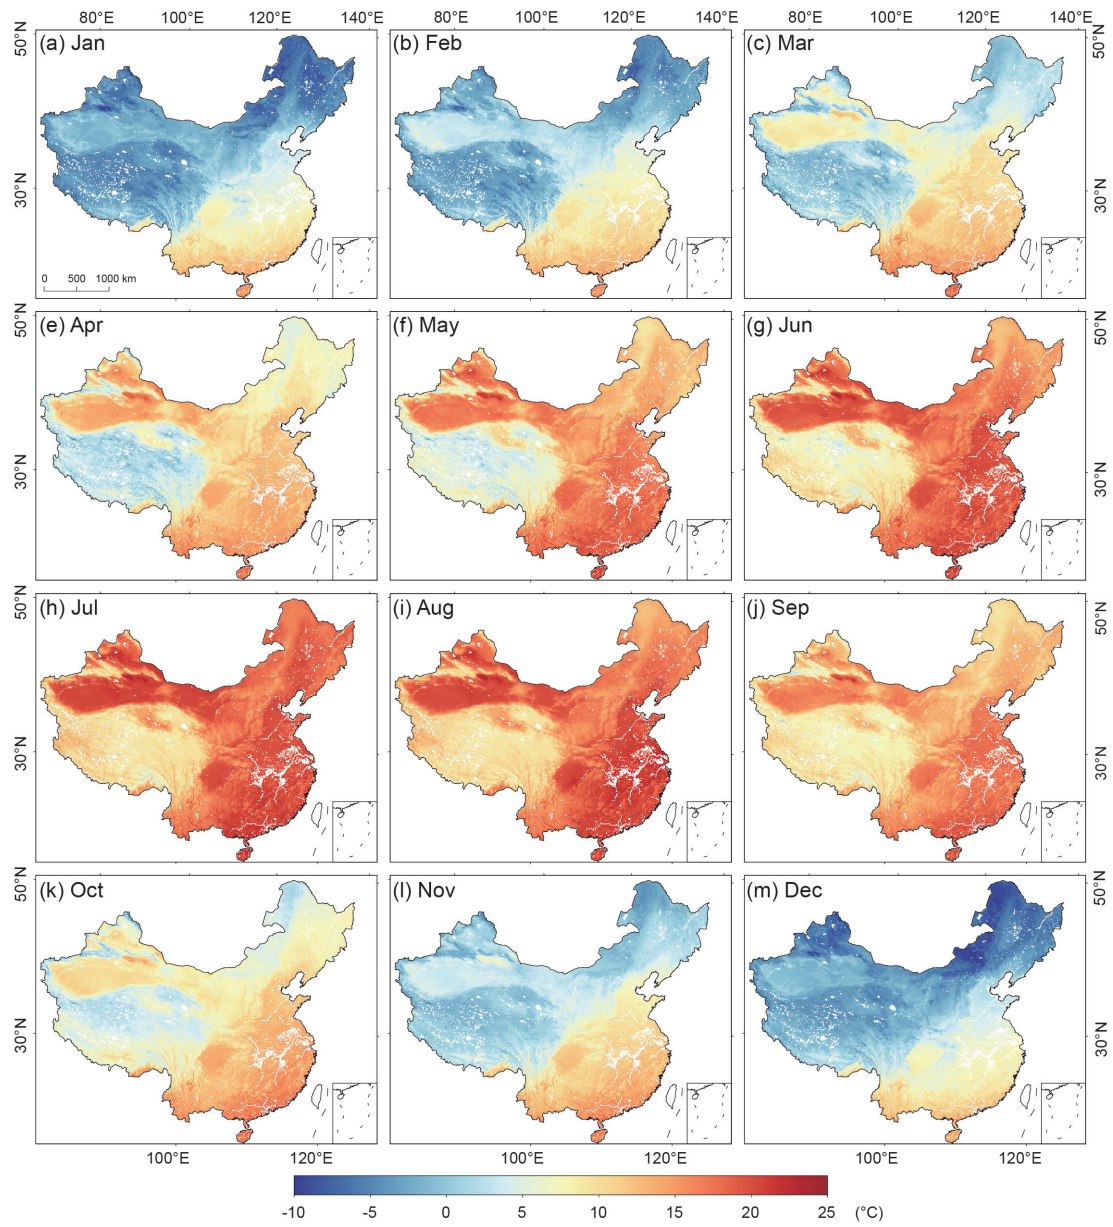 80°E 100°E 120°E 140°E 80°E 100°E 120°E 140°E 80°E 100°E 120°E 140°E
(a) Jan (b) Feb (c) Mar
50°N 50°N
30°N 30°N
0 500 1000 km
(e) Apr (f) May (g) Jun
50°N 50°N
30°N 30°N
(h) Jul (i) Aug (j) Sep
50°N 50°N
30°N 30°N
(k) Oct (l) Nov (m) Dec
50°N 50°N
30°N 30°N
100°E 120°E 100°E 120°E 100°E 120°E
-10 -5 0 5 10 15 20 25 (°C)